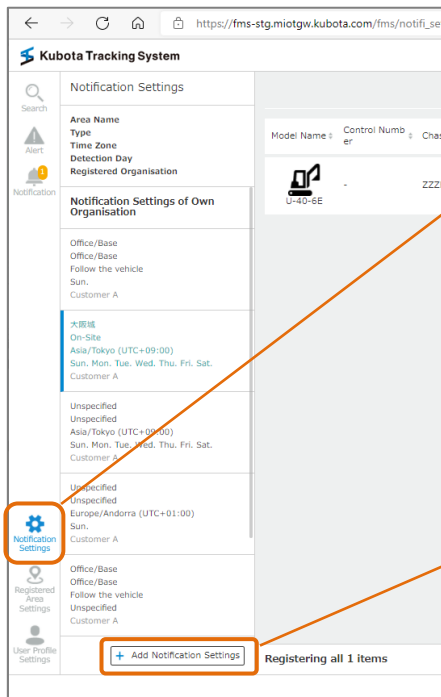 https://fms-stg.miotgw.kubota.com/fms/notifi_se
Kubota Tracking System
Search
Alert
1
Notification
Notification
Settings
Registered
Area
Settings
User Profile
Settings
Notification Settings
Area Name
Type
Time Zone
Detection Day
Registered Organisation
Notification Settings of Own
Organisation
Office/Base
Office/Base
Follow the vehicle
Sun.
Customer A
大阪城
On-Site
Asia/Tokyo (UTC+09:00)
Sun. Mon. Tue. Wed. Thu. Fri. Sat.
Customer A
Unspecified
Unspecified
Asia/Tokyo (UTC+09:00)
Sun. Mon. Tue. Wed. Thu. Fri. Sat.
Customer A
Unspecified
Unspecified
Europe/Andorra (UTC+01:00)
Sun.
Customer A
Office/Base
Office/Base
Follow the vehicle
Unspecified
Customer A
+ Add Notification Settings
Model Name
Control Numb
er
Chas
U-40-6E
-
Registering all 1 items